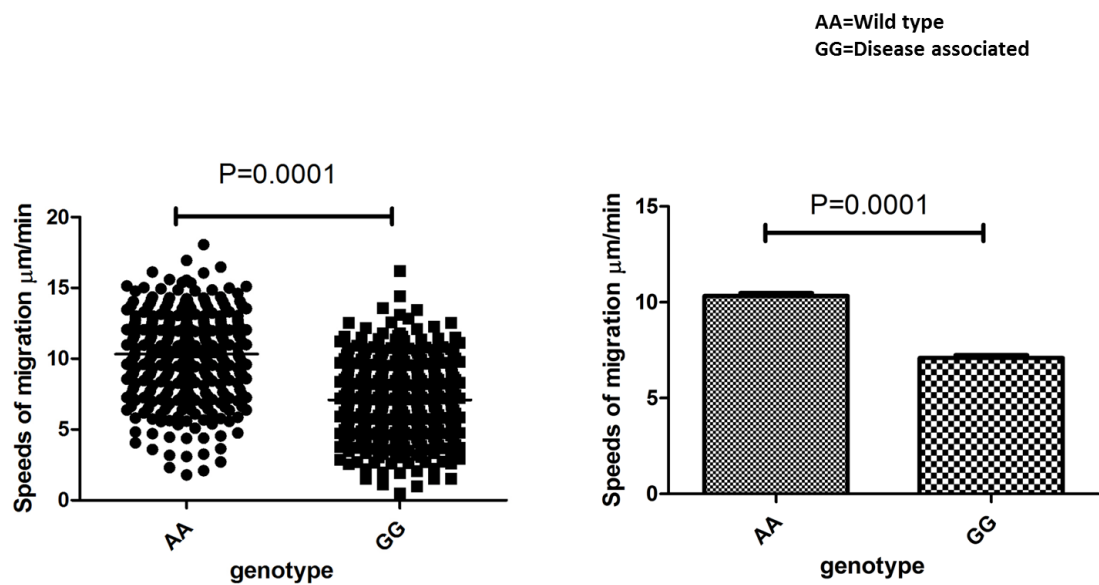 AA=Wild type
GG=Disease associated
P=0.0001
Speeds of migration μm/min
20
15
10
5
0
AA
GG
genotype
P=0.0001
Speeds of migration μm/min
15
10
5
0
AA
GG
genotype